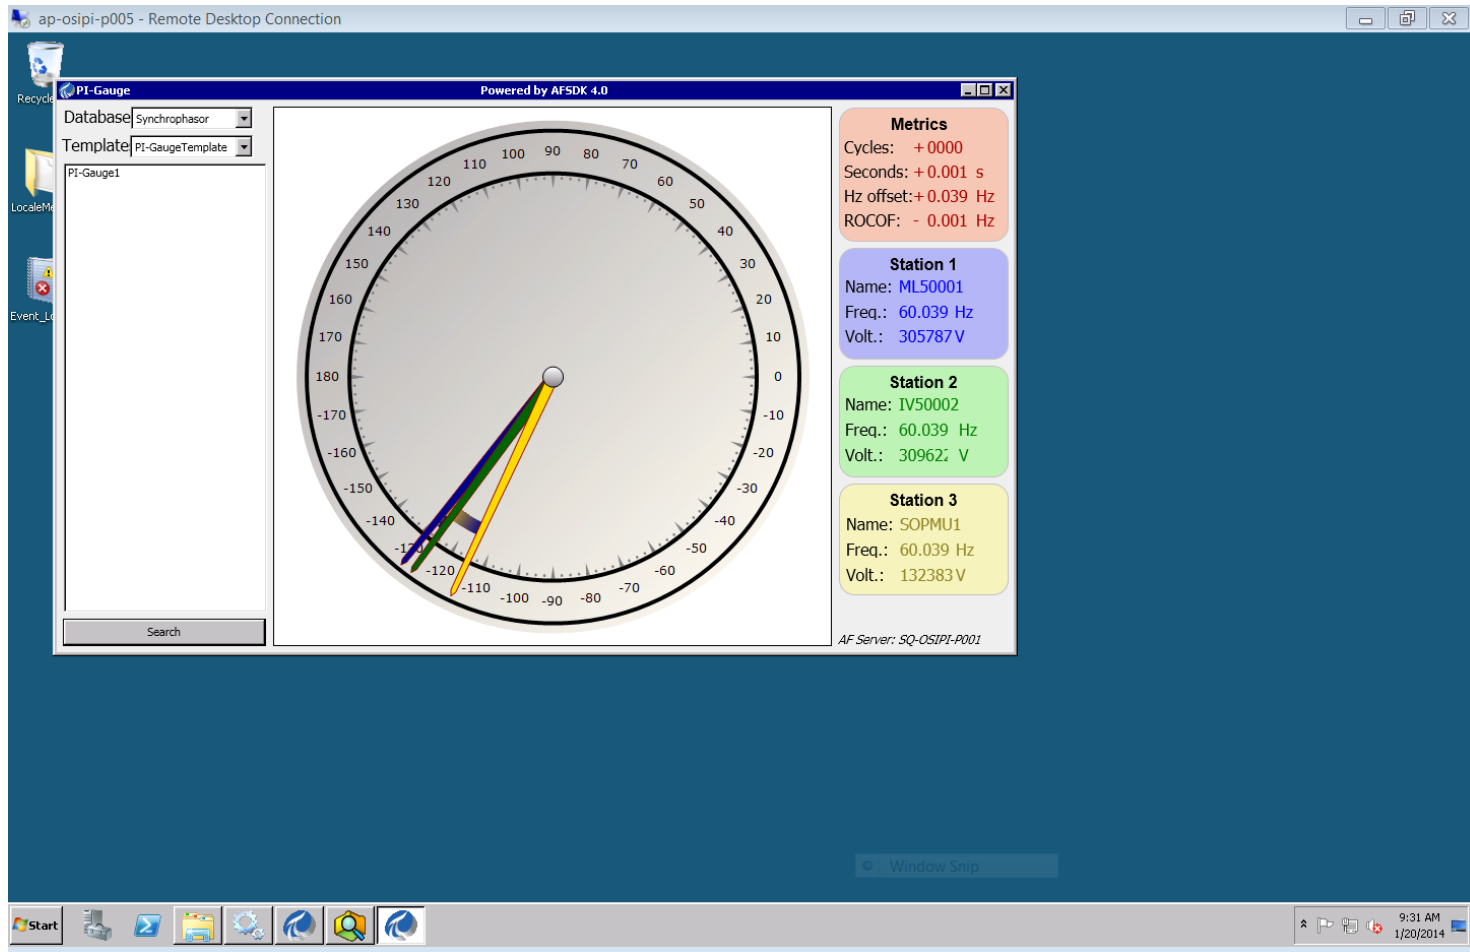 ap-osipi-p005 - Remote Desktop Connection
Recycle
PI-Gauge
Powered by AFSDK 4.0
Database Synchrophasor
Template PI-GaugeTemplate
PI-Gauge1
LocaleMe
Event_Lo
Search
90
100 80
110 70
120 60
130 50
140 40
150 30
160 20
170 10
180 0
-170 -10
-160 -20
-150 -30
-140 -40
-50
-120 -60
-110 -70
-100 -90 -80
Metrics
Cycles: +0000
Seconds: +0.001 s
Hz offset:+0.039 Hz
ROCOF: - 0.001 Hz
Station 1
Name: ML50001
Freq.: 60.039 Hz
Volt.: 305787 V
Station 2
Name: IV50002
Freq.: 60.039 Hz
Volt.: 309622 V
Station 3
Name: SOPMU1
Freq.: 60.039 Hz
Volt.: 132383 V
AF Server: SQ-OSIPI-P001
Window Snip
Start
9:31 AM
1/20/2014